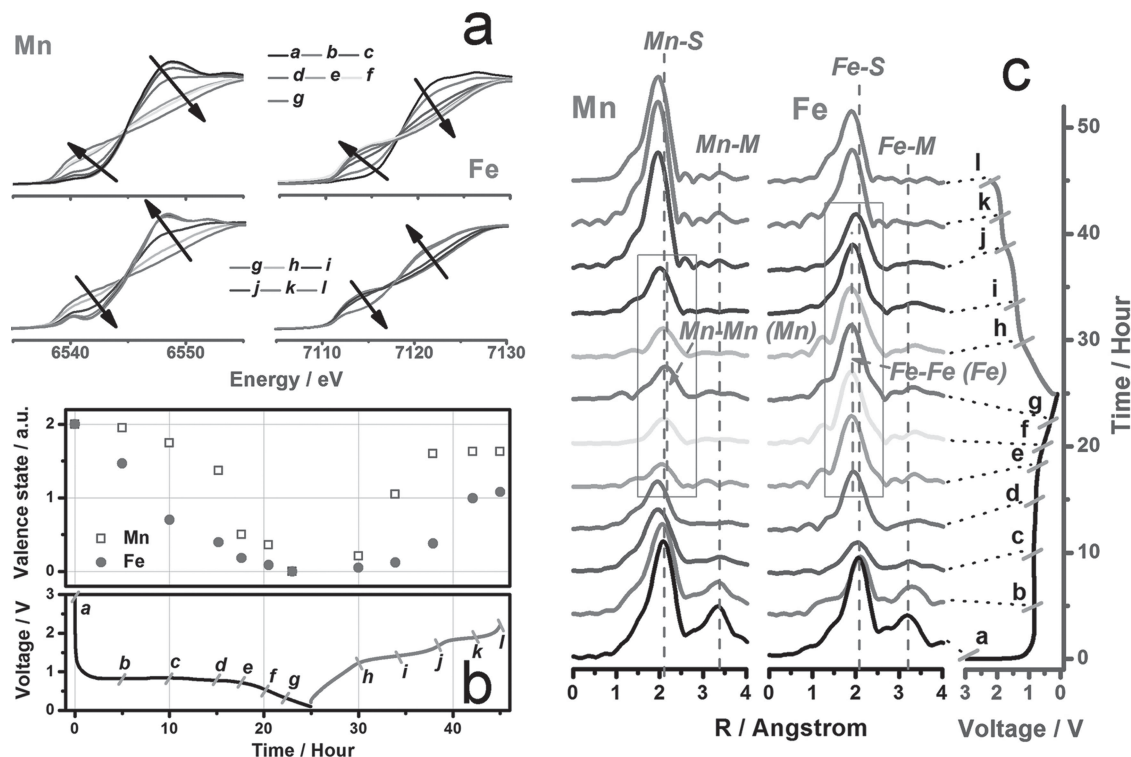 Mn
a
a b c
d e f
g
Fe
g h i
j k l
6540 6550 7110 7120 7130
Energy / eV
Valence state / a.u.
2
1
0
Mn
Fe
Voltage / V
3
2
1
0
a b c d e f g h i j k l
b
0 10 20 30 40
Time / Hour
c
Mn-S
Fe-S
Mn
Fe
Mn-M
Fe-M
Mn-Mn (Mn)
Fe-Fe (Fe)
l
k
j
i
h
g
f
e
d
c
b
a
50
40
30
20
10
0
Time / Hour
0 1 2 3 4 0 1 2 3 4
R / Angstrom
3 2 1 0
Voltage / V